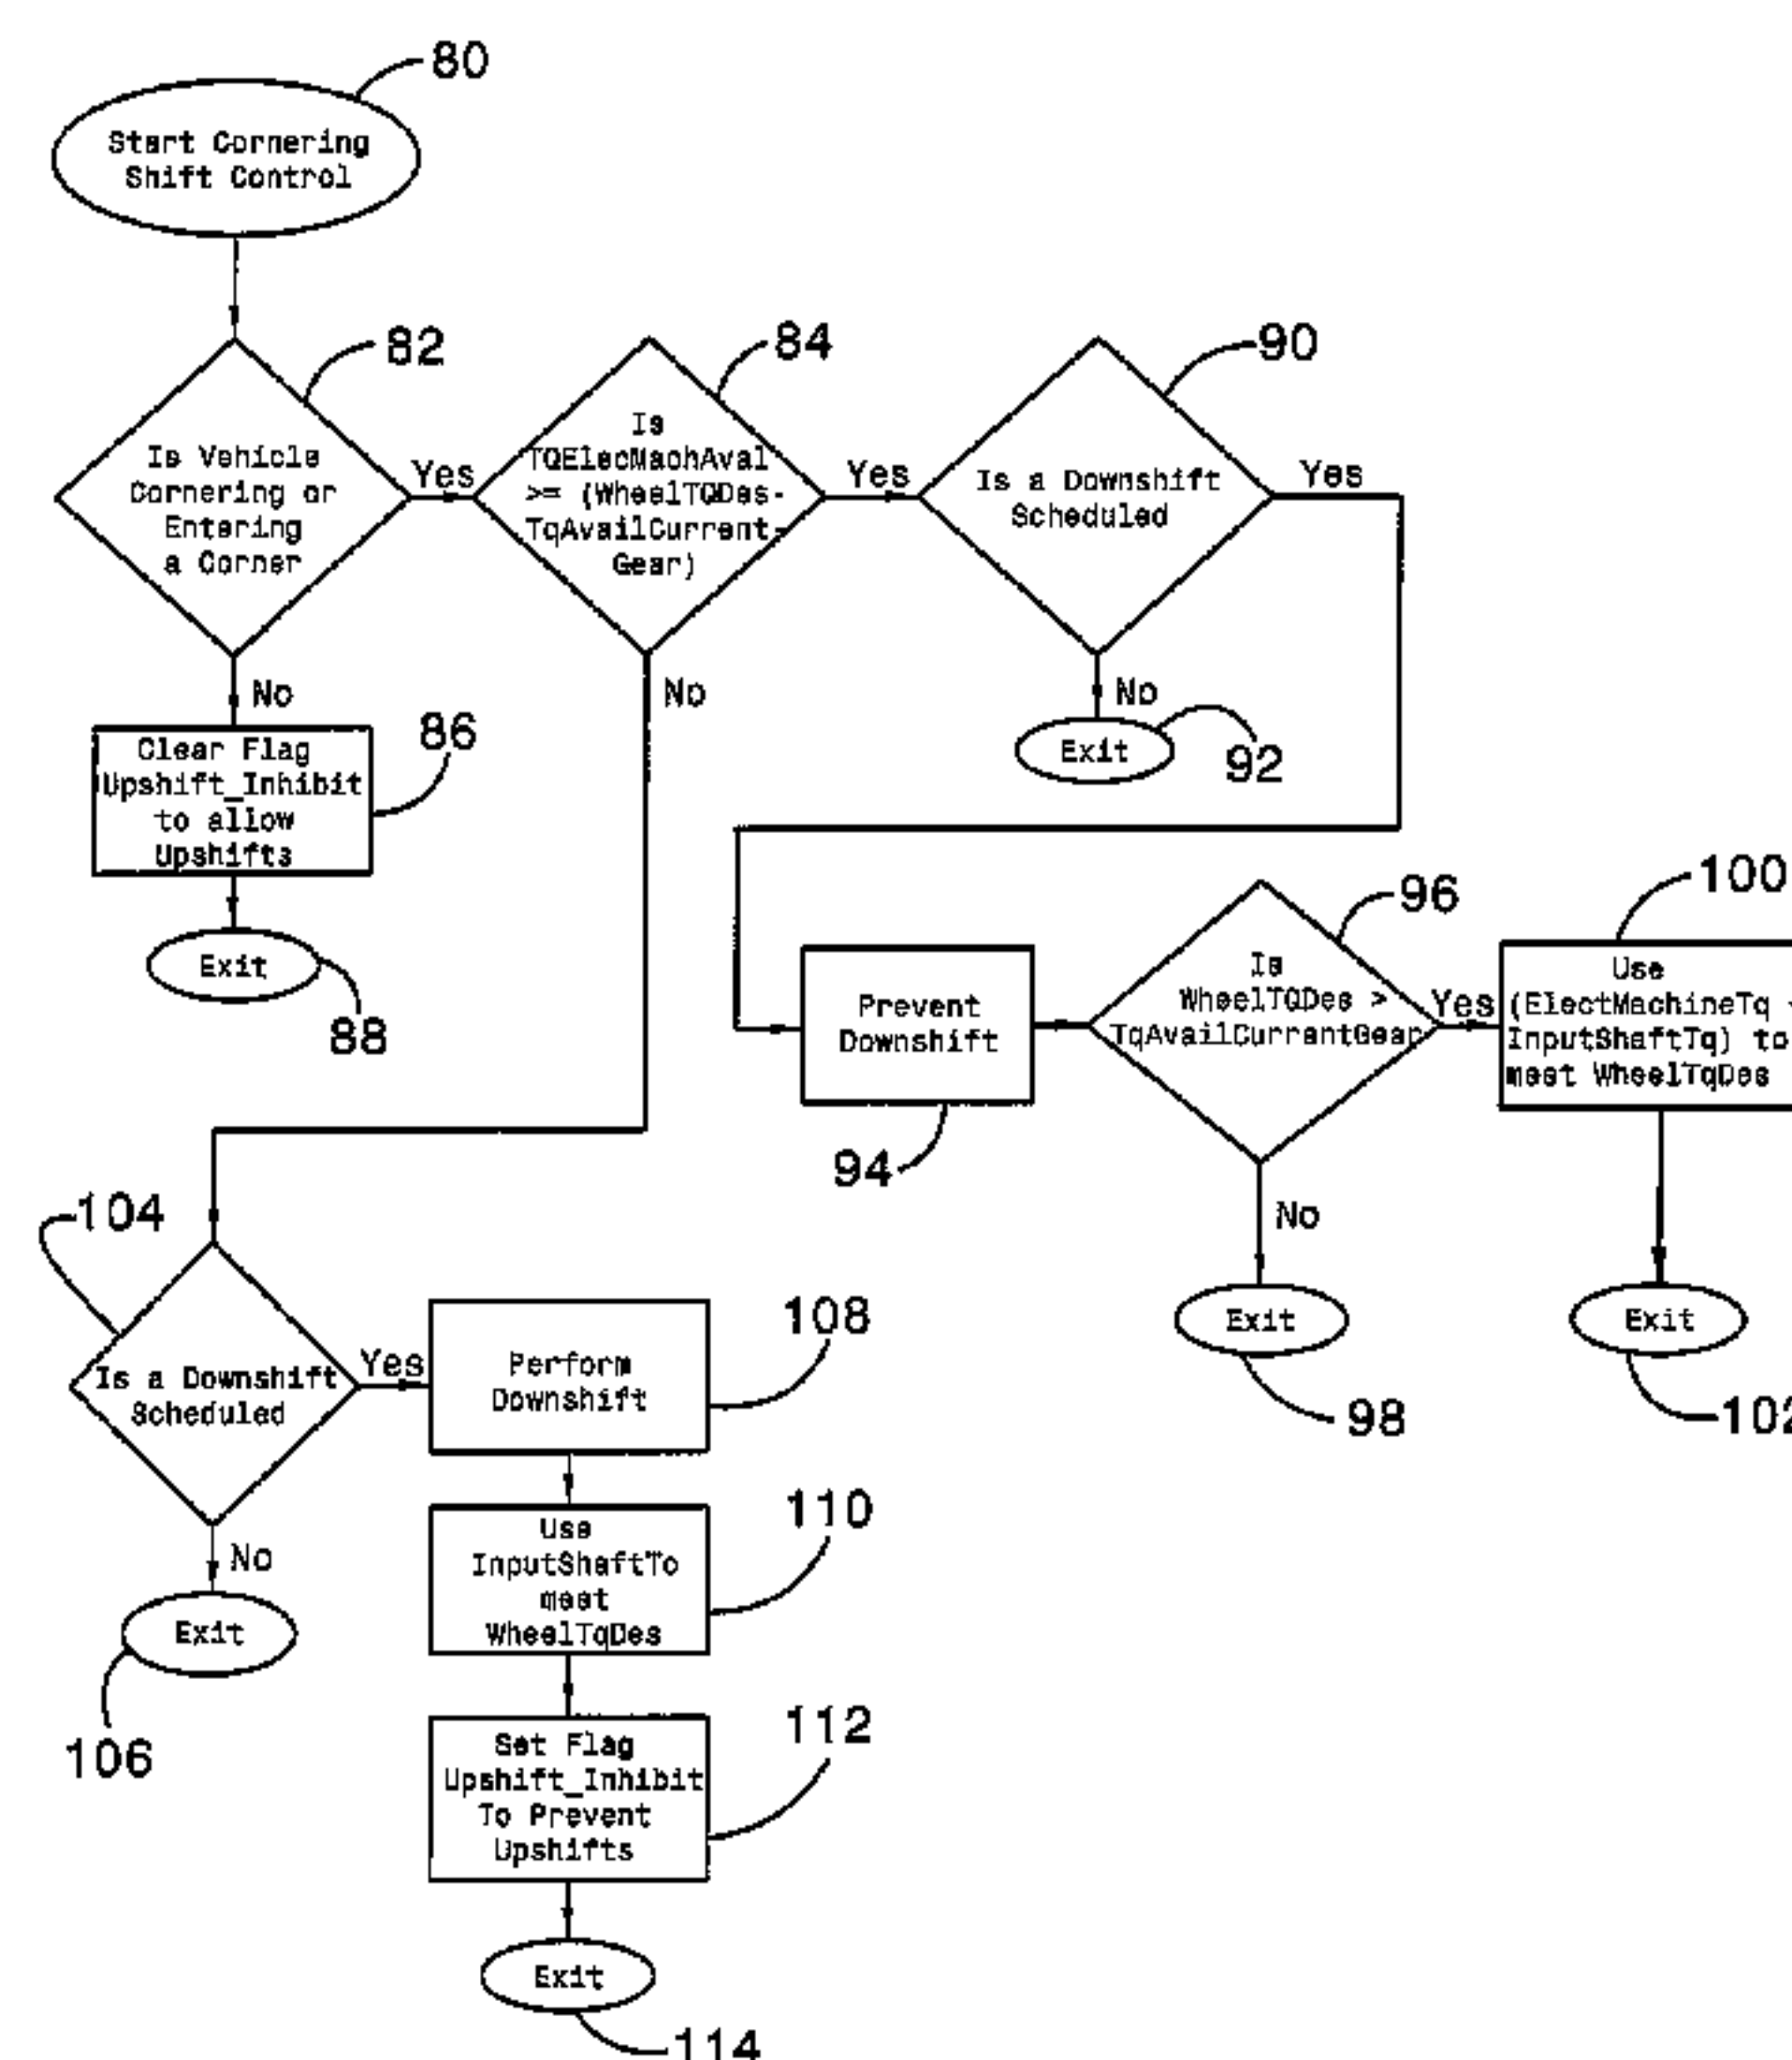 80
Start Cornering
Shift Control
82
Is Vehicle
Cornering or
Entering
a Corner
Yes
No
84
Is
TQElecMachAval
>= (WheelTQDes-
TqAvailCurrent-
Gear)
Yes
No
90
Is a Downshift
Scheduled
Yes
No
Exit
92
Clear Flag
Upshift_Inhibit
to allow
Upshifts
86
Exit
88
Prevent
Downshift
94
96
Is
WheelTQDes >
TqAvailCurrentGear
Yes
No
100
Use
(ElectMachineTq
InputShaftTq) to
meet WheelTqDes
Exit
98
Exit
104
Is a Downshift
Scheduled
Yes
No
Exit
106
Perform
Downshift
108
Use
InputShaftTo
meet
WheelTqDes
110
Set Flag
Upshift_Inhibit
To Prevent
Upshifts
112
Exit
114